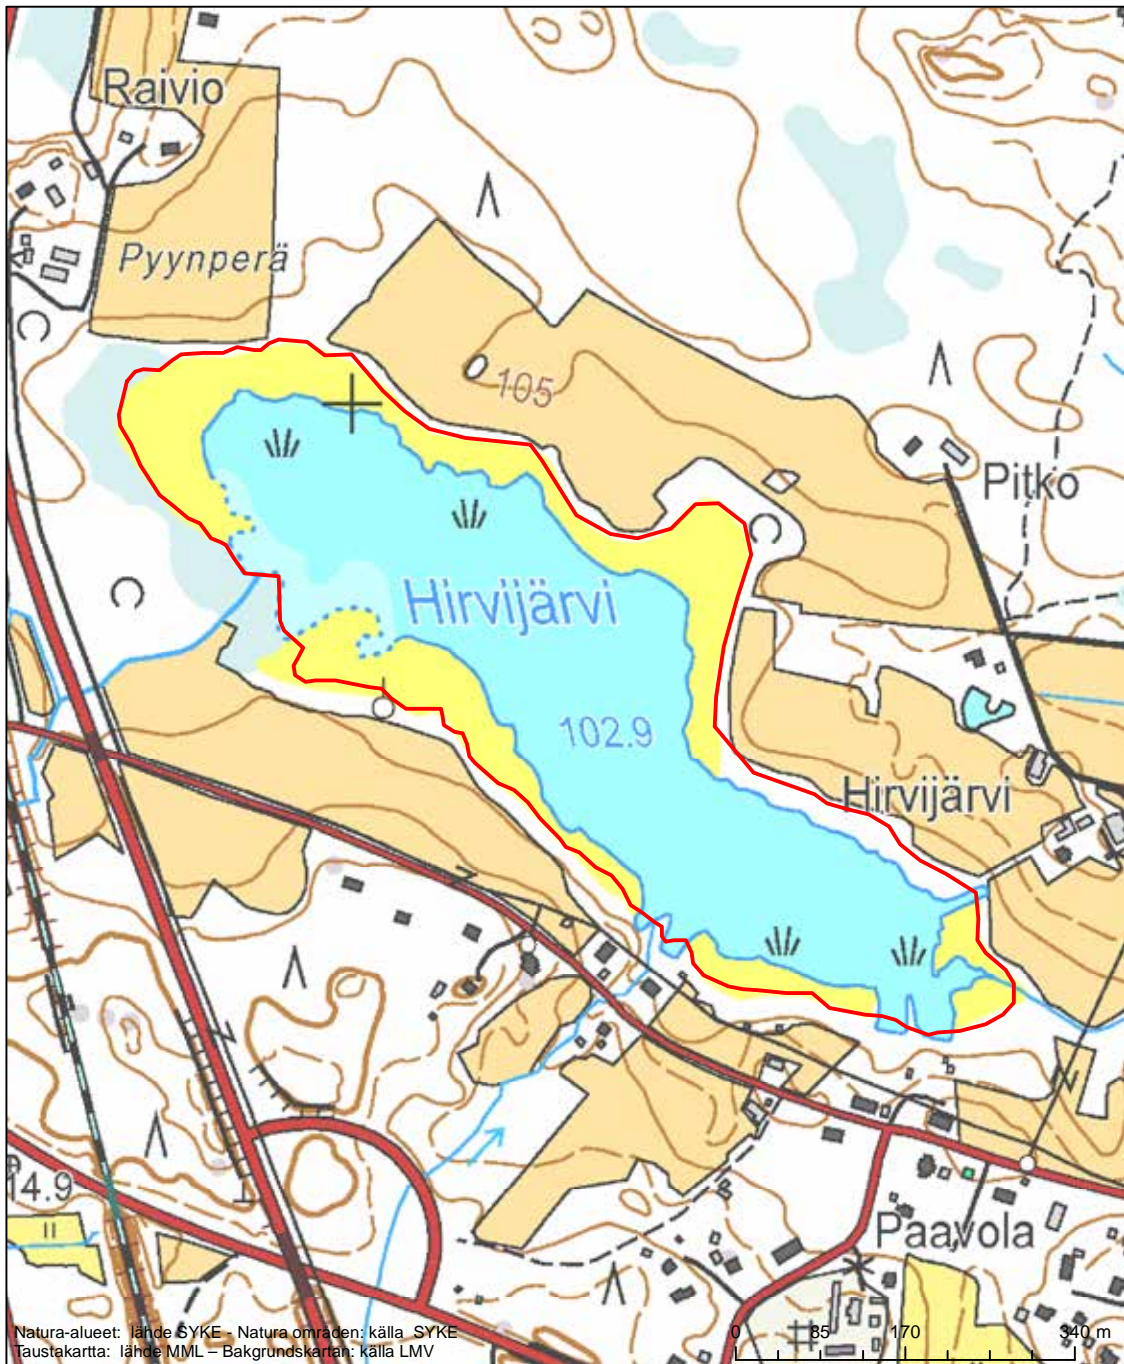 Raivio
Pyynperä
105
Pitko
Hirvijärvi
102.9
Hirvijärvi
14.9
Paavola
0 85 170 340 m
Natura-alueet: lähde SYKE - Natura områden: källa SYKE
Taustakartta: lähde MML – Bakgrundskartan: källa LMV